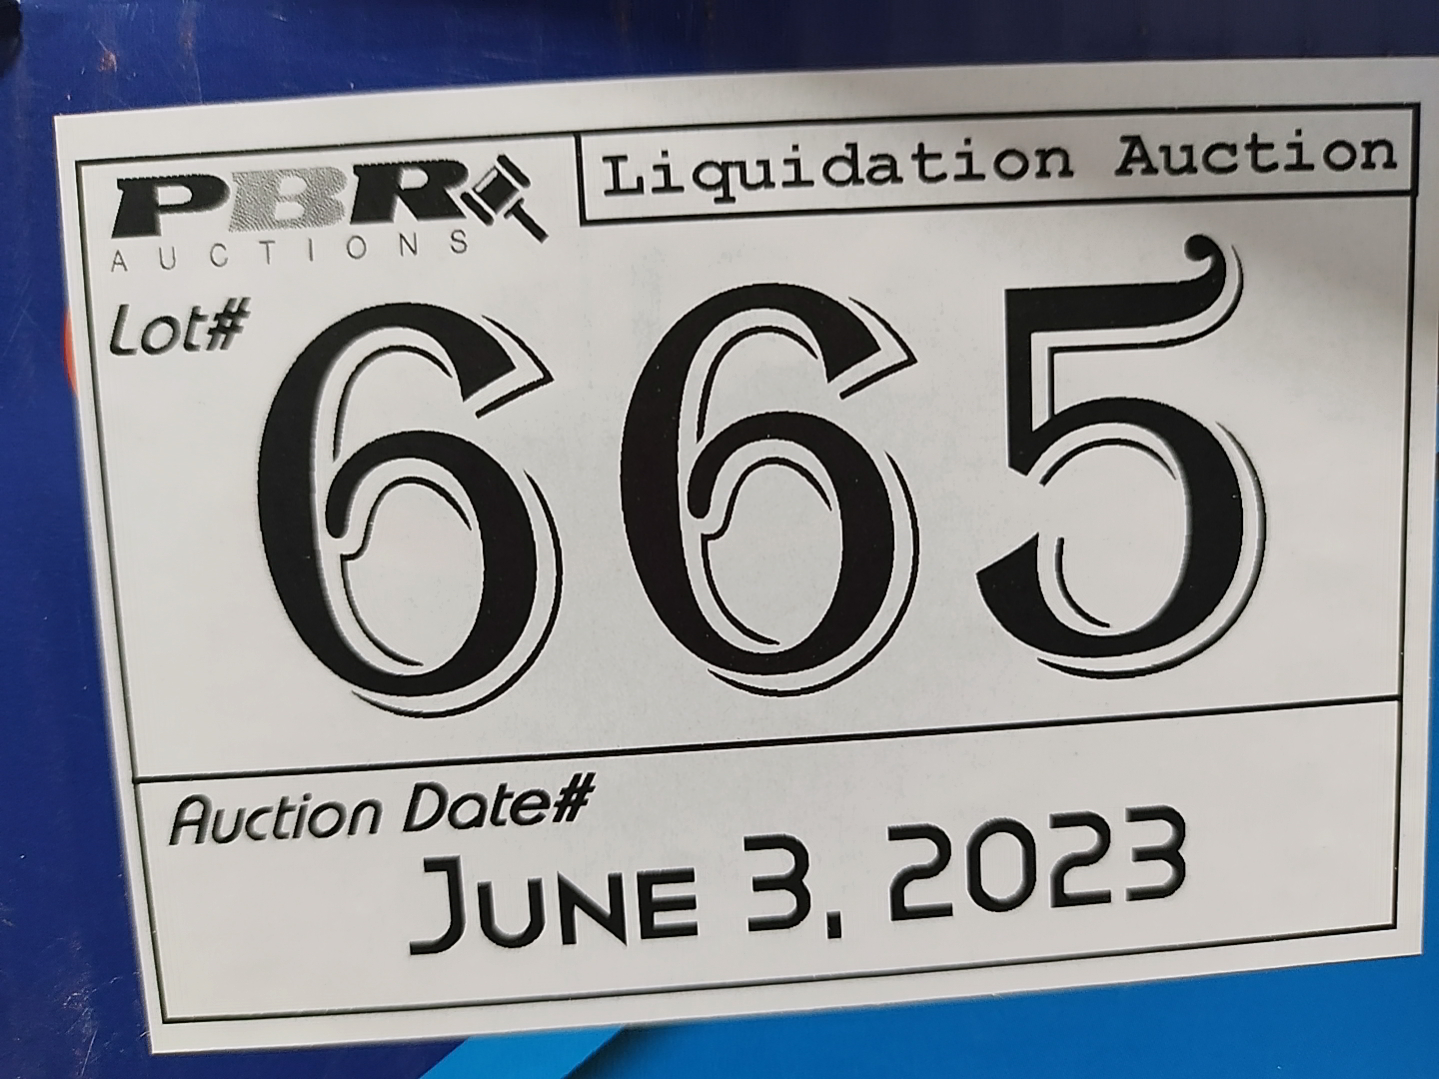 PBR
AUCTIONS
Liquidation Auction
Lot#
665
Auction Date#
June 3, 2023